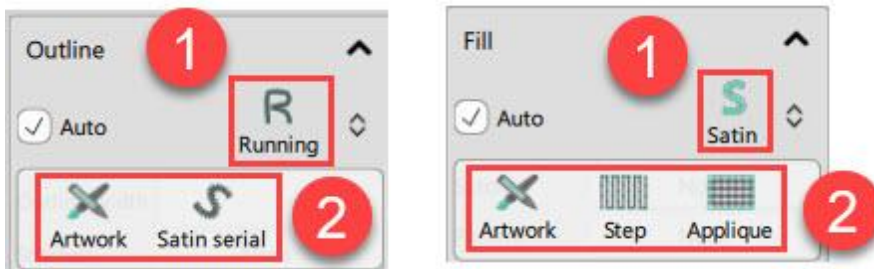 Outline
1
Auto
R
Running
Artwork
Satin serial
2
Fill
1
Auto
S
Satin
Artwork
Step
Applique
2